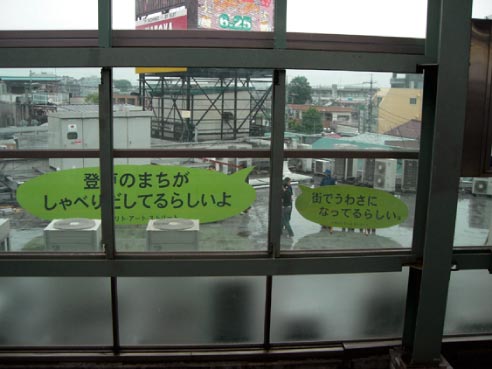 6.25
登戸のまちが
しゃべりだしてるらしいよ
街でうわさに
なってるらしい。